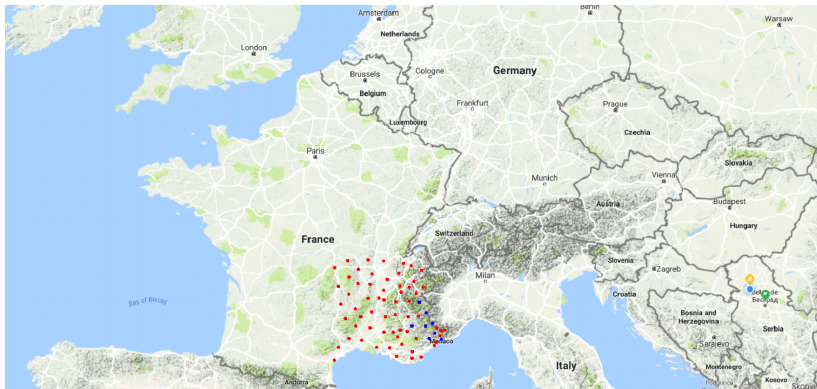 Amsterdam
Berlin
Warsaw
Netherlands
London
Brussels
Cologne
Germany
Belgium
Frankfurt
Prague
Luxembourg
Czechia
Paris
Slovakia
Munich
Vienna
Budapest
Austria
Hungary
Switzerland
France
Slovenia
Zagreb
Milan
Croatia
Београд
Bay of Biscay
Bosnia and
Herzegovina
Serbia
Sarajevo
Monaco
Italy
Montenegro
Andorra
Kosovo